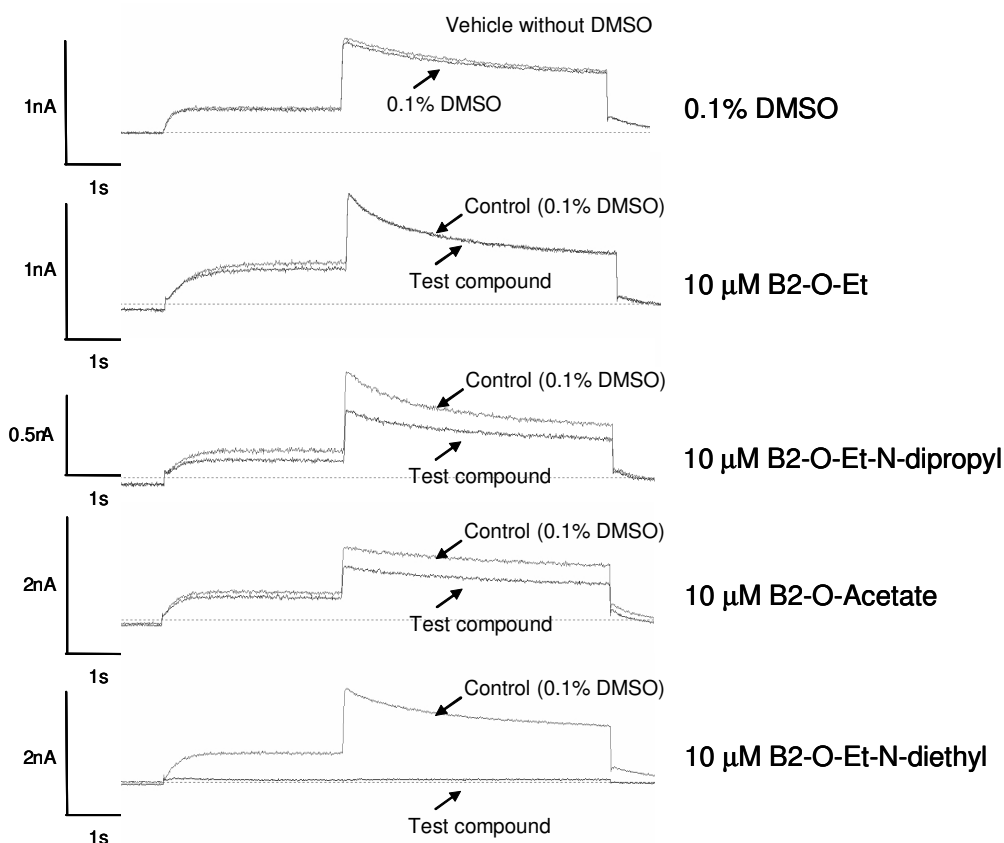 Vehicle without DMSO
1nA
0.1% DMSO
0.1% DMSO
1s
Control (0.1% DMSO)
1nA
Test compound
10 μM B2-O-Et
1s
Control (0.1% DMSO)
0.5nA
Test compound
10 μM B2-O-Et-N-dipropyl
1s
Control (0.1% DMSO)
2nA
10 μM B2-O-Acetate
Test compound
1s
Control (0.1% DMSO)
2nA
10 μM B2-O-Et-N-diethyl
Test compound
1s